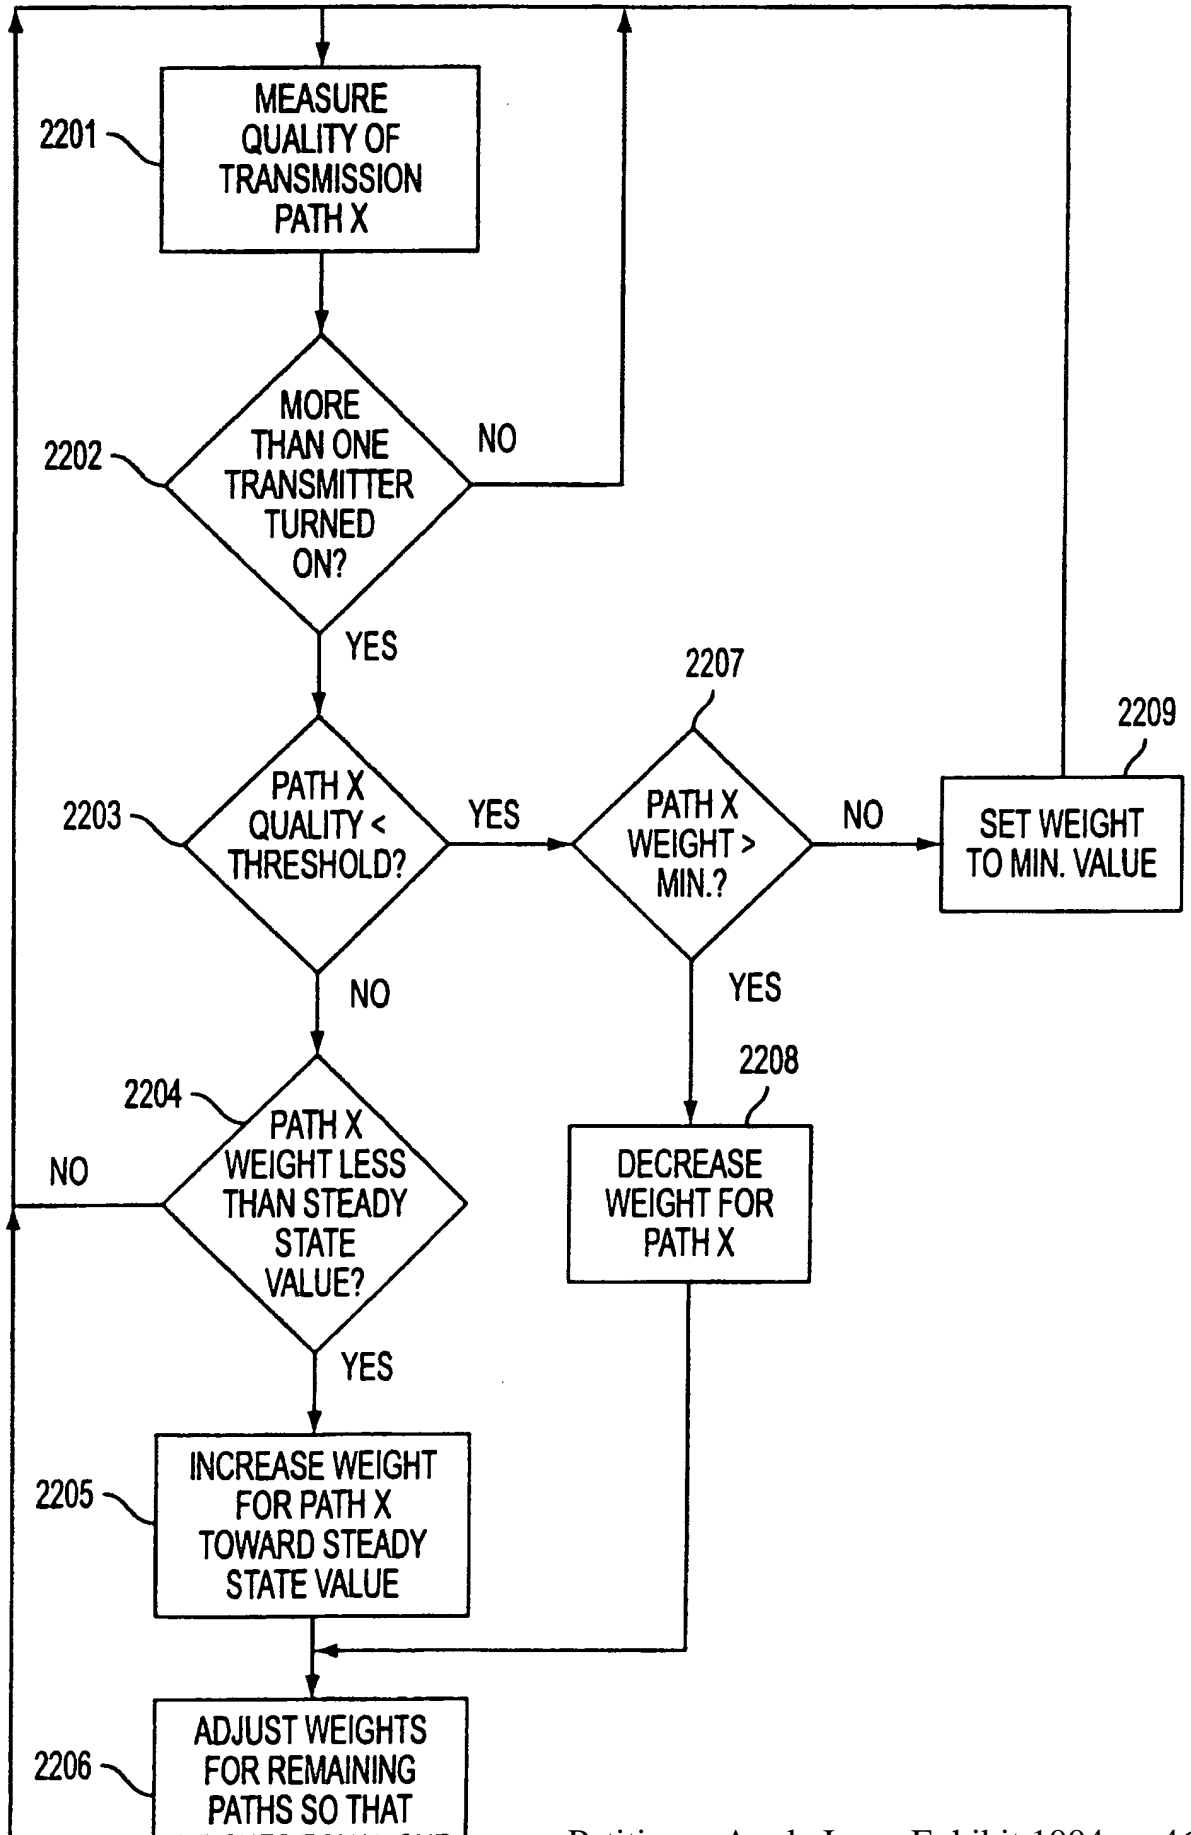 2201
MEASURE
QUALITY OF
TRANSMISSION
PATH X
2202
MORE
THAN ONE
TRANSMITTER
TURNED
ON?
NO
YES
2203
PATH X
QUALITY <
THRESHOLD?
YES
2207
PATH X
WEIGHT >
MIN.?
NO
2209
SET WEIGHT
TO MIN. VALUE
NO
YES
2204
PATH X
WEIGHT LESS
THAN STEADY
STATE
VALUE?
NO
2208
DECREASE
WEIGHT FOR
PATH X
YES
2205
INCREASE WEIGHT
FOR PATH X
TOWARD STEADY
STATE VALUE
2206
ADJUST WEIGHTS
FOR REMAINING
PATHS SO THAT